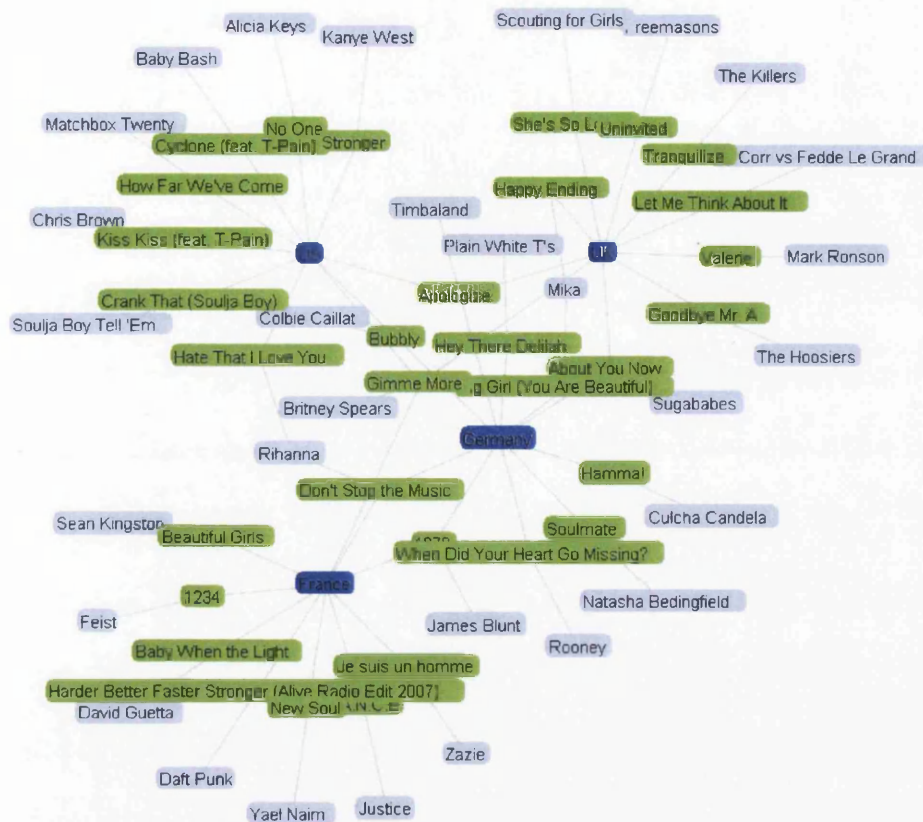 Scouting for Girls
reemasons
Alicia Keys
Kanye West
Baby Bash
The Killers
Matchbox Twenty
No One
She's So L
Uninvited
Cyclone (feat. T-Pain)
Stronger
Tranquilize
Corr vs Fedde Le Grand
How Far We've Come
Happy Ending
Let Me Think About It
Timbaland
Chris Brown
Kiss Kiss (feat. T-Pain)
Plain White T's
US
UK
Valerie
Mark Ronson
Apologize
Mika
Crank That (Soulja Boy)
Goodbye Mr. A
Soulja Boy Tell 'Em
Colbie Caillat
Bubbly
Hey There Delilah
Hate That I Love You
The Hoosiers
About You Now
Gimme More
g Girl (You Are Beautiful)
Britney Spears
Sugababes
Germany
Rihanna
Hamma!
Don't Stop the Music
Culcha Candela
Sean Kingston
Beautiful Girls
Soulmate
When Did Your Heart Go Missing?
France
1234
Natasha Bedingfield
Feist
James Blunt
Rooney
Baby When the Light
Je suis un homme
Harder Better Faster Stronger (Alive Radio Edit 2007)
New Soul
.N.C.E
David Guetta
Zazie
Daft Punk
Yael Naim
Justice